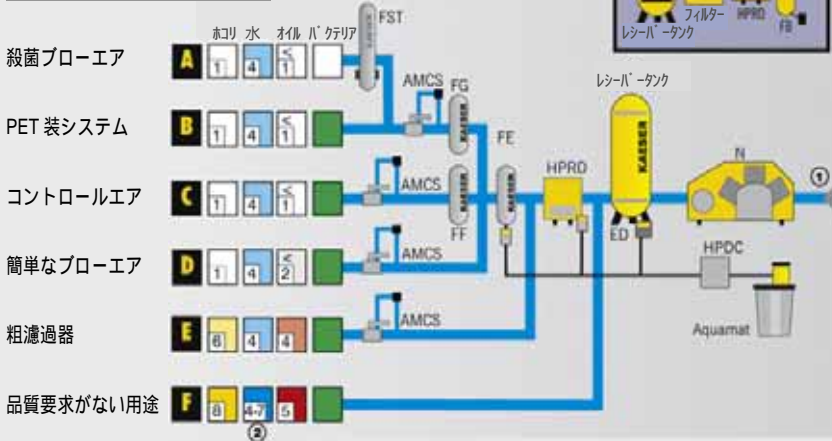 フィルター HPRD
レシーバータンク FB
ホコリ 水 オイル バクテリア
FST
KAESER
殺菌ブローエア A 1 4 <1
AMCS FG
KAESER
レシーバータンク
KAESER
PET 装システム B 1 4 <1
FE
KAESER
HPRD
N
①
コントロールエア C 1 4 <1
AMCS
KAESER
FF
ED
HPDC
簡単なブローエア D 1 4 <2
AMCS
Aquamat
粗濾過器 E 6 4 4
AMCS
品質要求がない用途 F 8 4-7 5
②